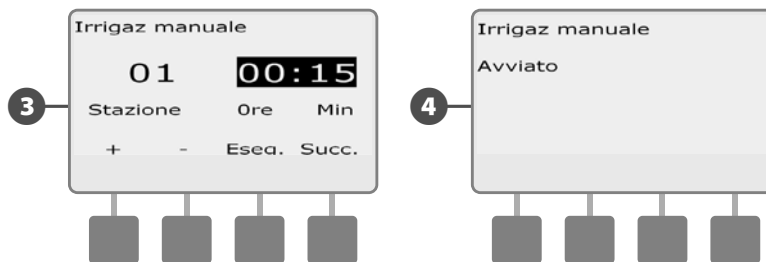 Irrigaz manuale
01 00:15
Stazione Ore Min
+ - Eseg. Succ.
3
Irrigaz manuale
Avviato
4